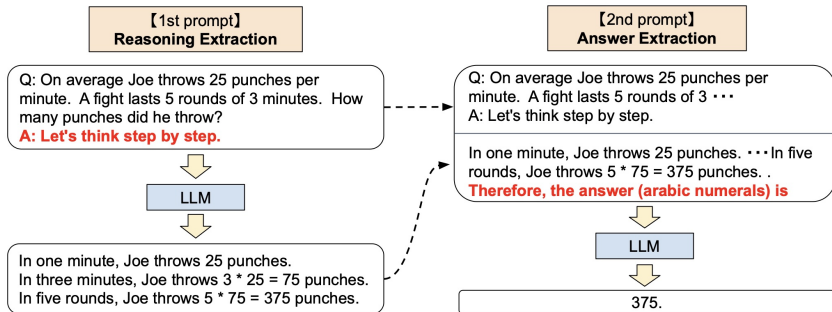 【1st prompt】
Reasoning Extraction
Q: On average Joe throws 25 punches per
minute. A fight lasts 5 rounds of 3 minutes. How
many punches did he throw?
A: Let's think step by step.
LLM
In one minute, Joe throws 25 punches.
In three minutes, Joe throws 3 * 25 = 75 punches.
In five rounds, Joe throws 5 * 75 = 375 punches.
【2nd prompt】
Answer Extraction
Q: On average Joe throws 25 punches per
minute. A fight lasts 5 rounds of 3 ･･･
A: Let's think step by step.
In one minute, Joe throws 25 punches. ･･･In five
rounds, Joe throws 5 * 75 = 375 punches. .
Therefore, the answer (arabic numerals) is
LLM
375.